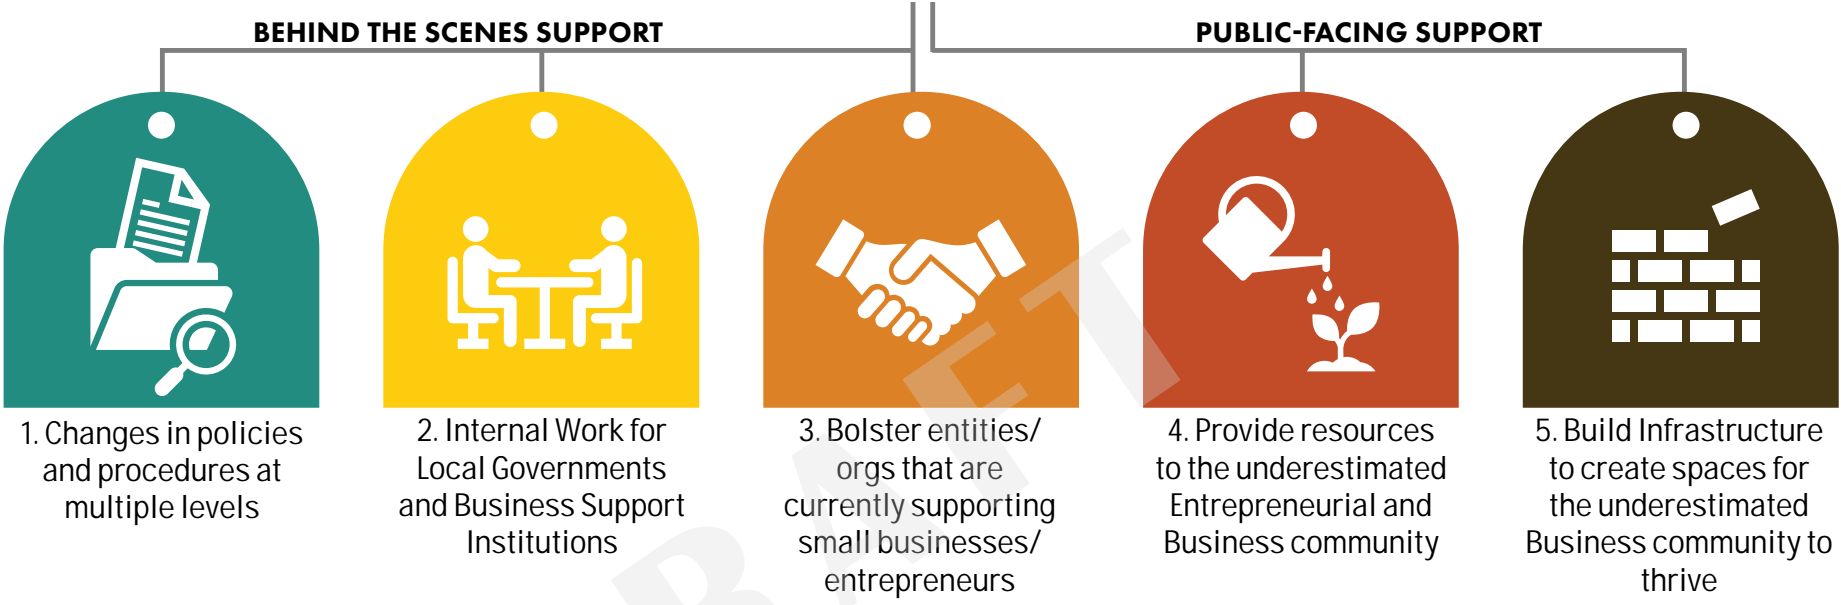 BEHIND THE SCENES SUPPORT
PUBLIC-FACING SUPPORT
1. Changes in policies
and procedures at
multiple levels
2. Internal Work for
Local Governments
and Business Support
Institutions
3. Bolster entities/
orgs that are
currently supporting
small businesses/
entrepreneurs
4. Provide resources
to the underestimated
Entrepreneurial and
Business community
5. Build Infrastructure
to create spaces for
the underestimated
Business community to
thrive
RAFT